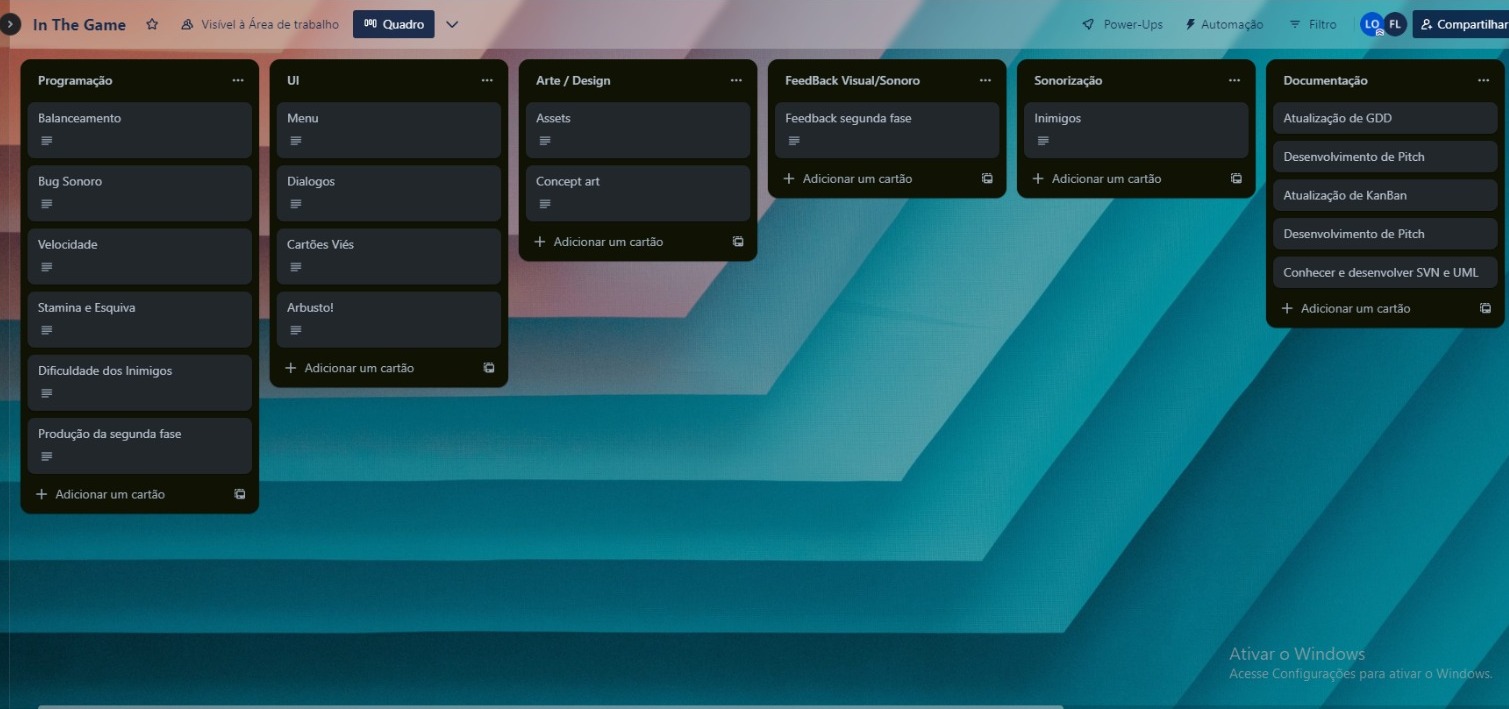 In The Game
Visível à Área de trabalho
Quadro
Power-Ups
Automação
Filtro
LO
FL
Compartilhar
Programação
Balanceamento
Bug Sonoro
Velocidade
Stamina e Esquiva
Dificuldade dos Inimigos
Produção da segunda fase
Adicionar um cartão
UI
Menu
Dialogos
Cartões Viés
Arbusto!
Adicionar um cartão
Arte / Design
Assets
Concept art
Adicionar um cartão
FeedBack Visual/Sonoro
Feedback segunda fase
Adicionar um cartão
Sonorização
Inimigos
Adicionar um cartão
Documentação
Atualização de GDD
Desenvolvimento de Pitch
Atualização de KanBan
Desenvolvimento de Pitch
Conhecer e desenvolver SVN e UML
Adicionar um cartão
Ativar o Windows
Acesse Configurações para ativar o Windows.